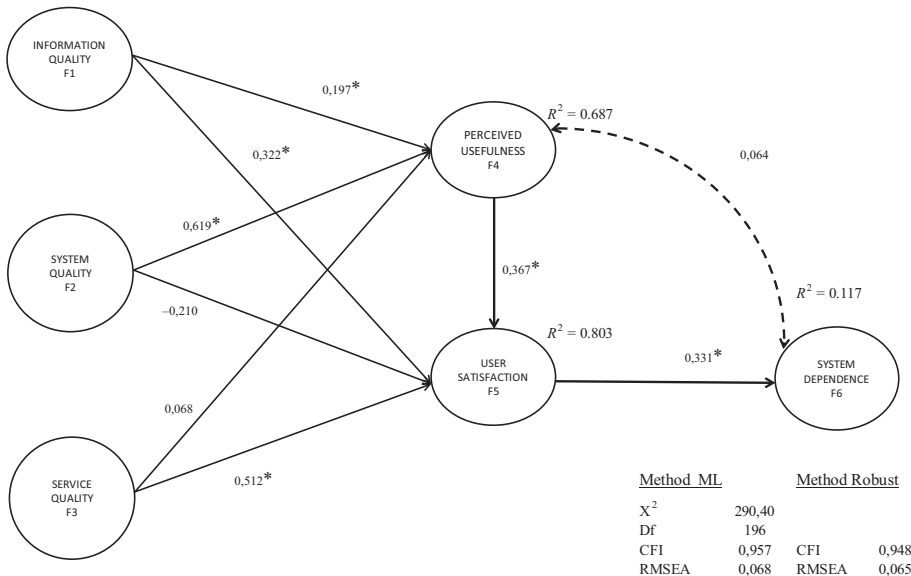 INFORMATION
QUALITY
F1
0,197*
0,322*
PERCEIVED
USEFULNESS
F4
R² = 0.687
0,064
SYSTEM
QUALITY
F2
0,619*
–0,210
0,367*
R² = 0.803
R² = 0.117
USER
SATISFACTION
F5
0,331*
SYSTEM
DEPENDENCE
F6
0,068
0,512*
SERVICE
QUALITY
F3
Method ML Method Robust
X² 290,40
Df 196
CFI 0,957 CFI 0,948
RMSEA 0,068 RMSEA 0,065